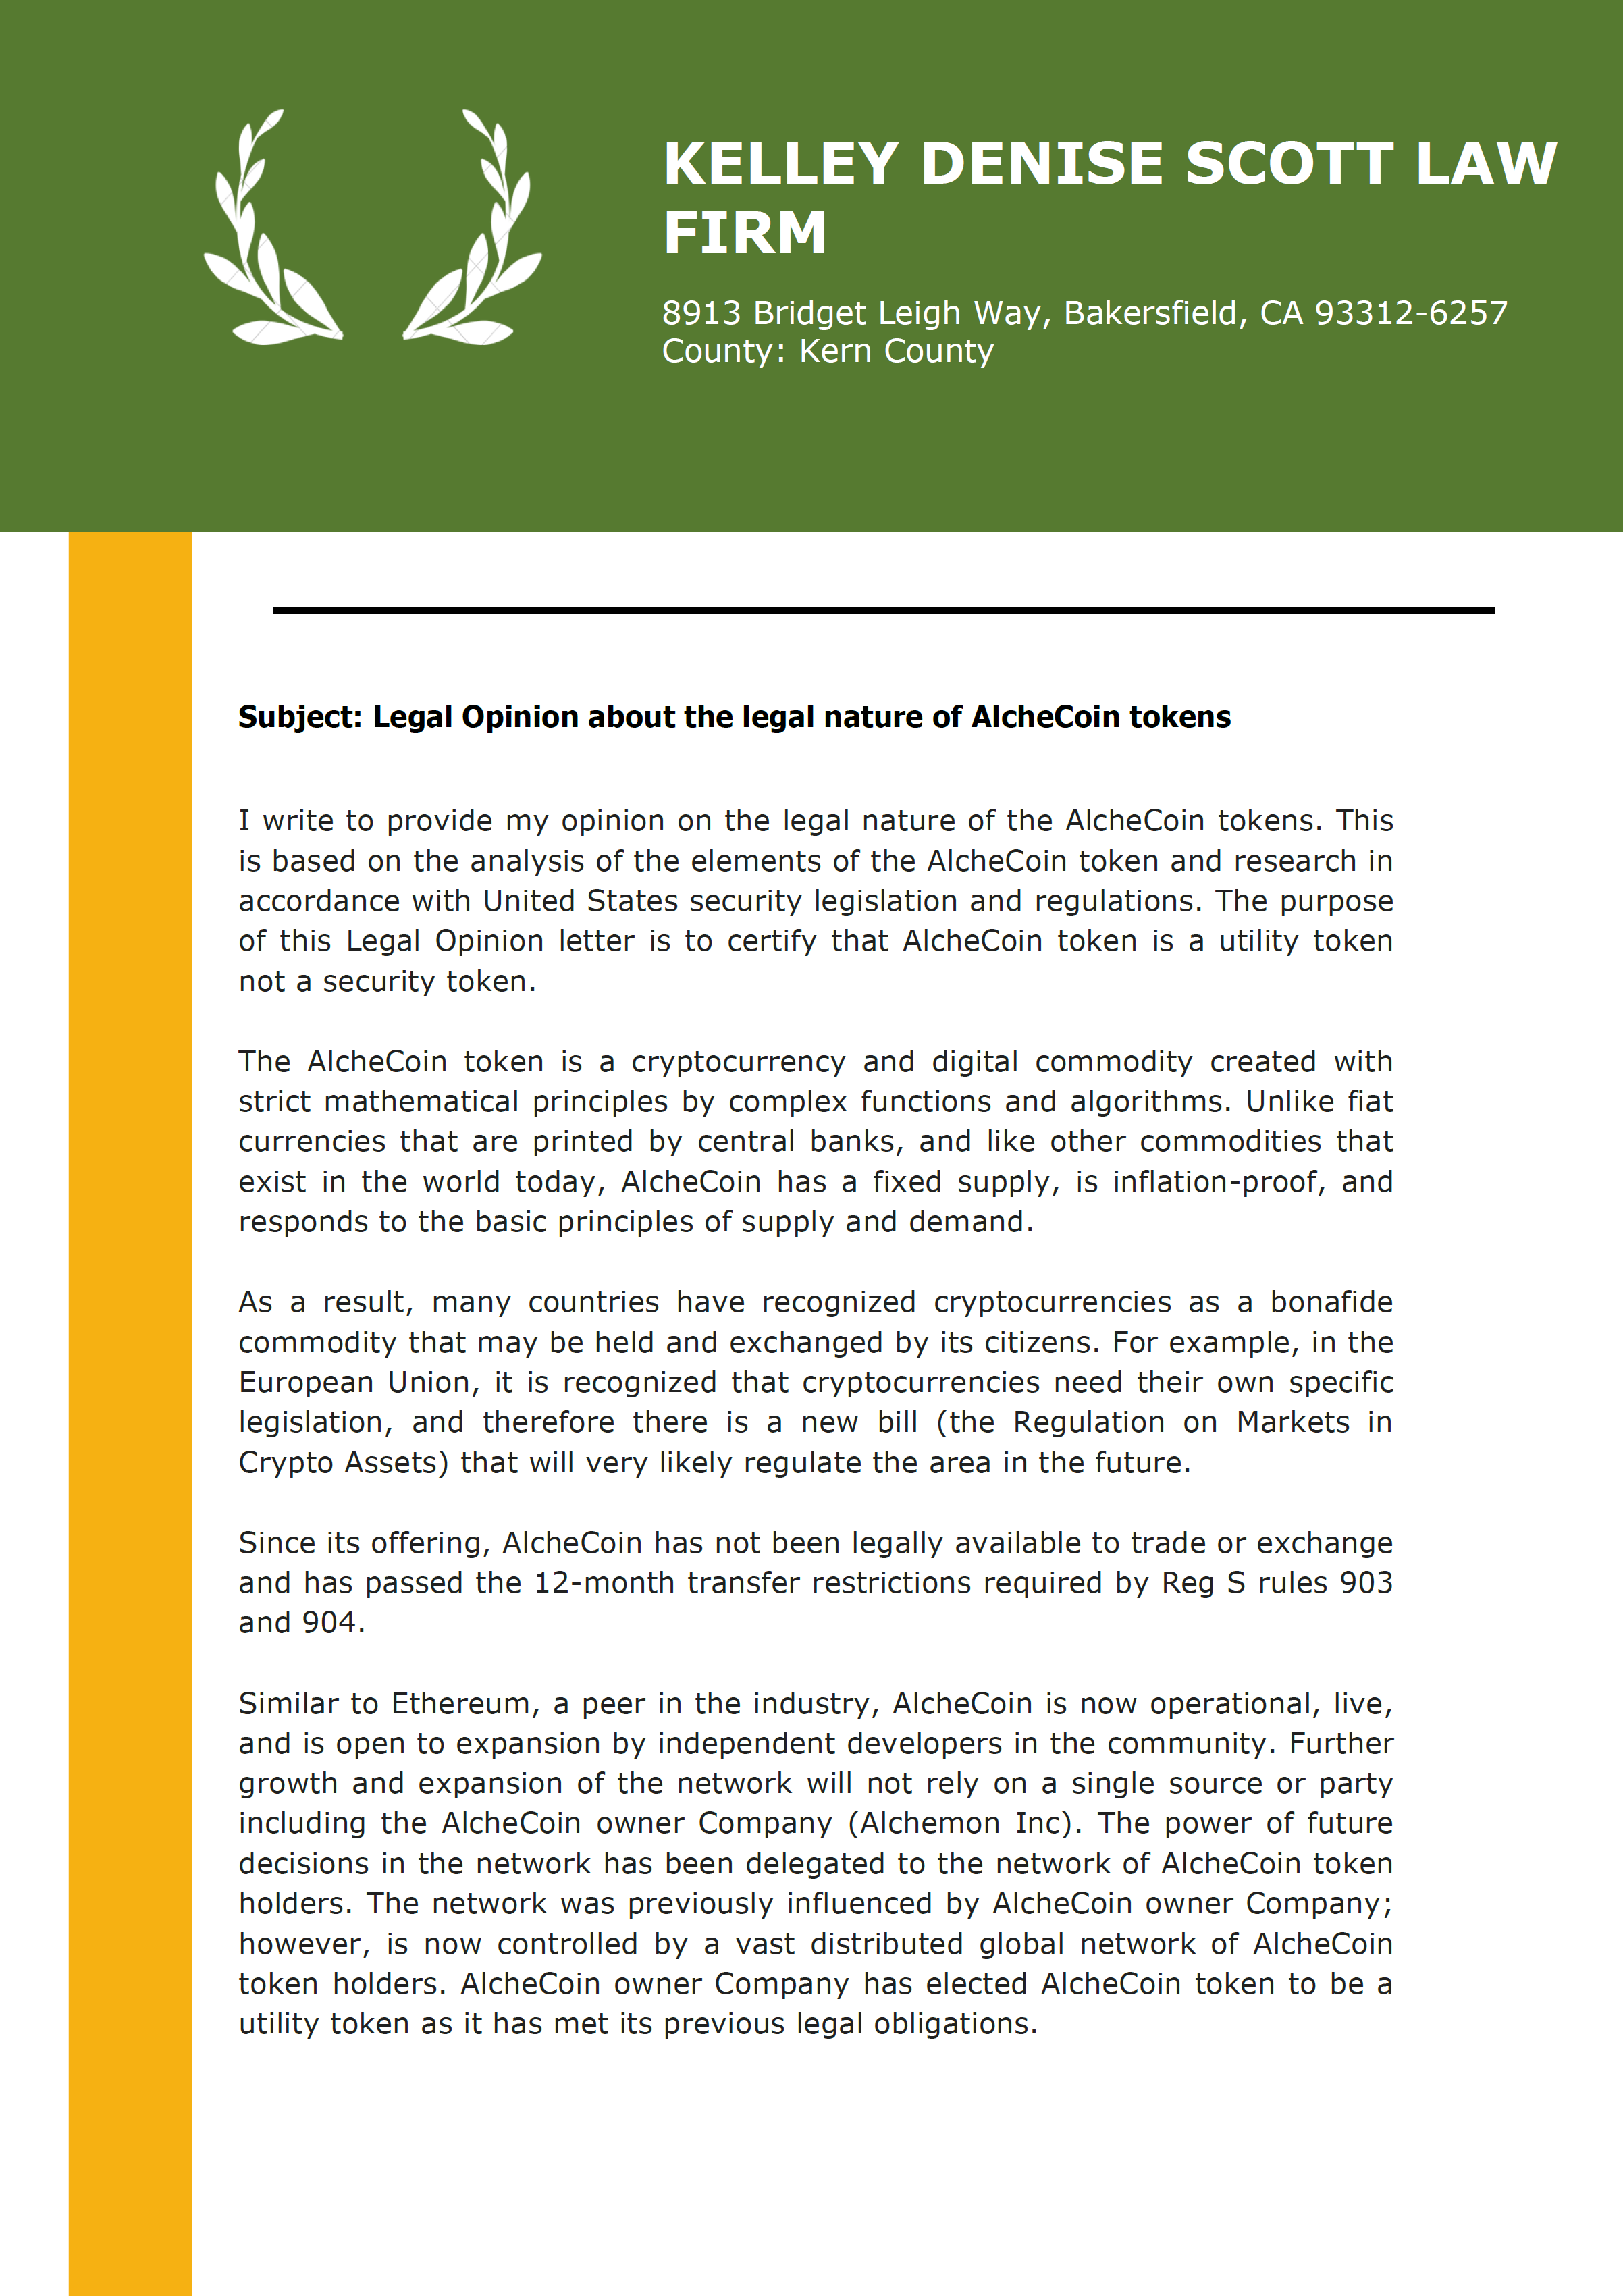 KELLEY DENISE SCOTT LAW
FIRM
8913 Bridget Leigh Way, Bakersfield, CA 93312-6257
County: Kern County
Subject: Legal Opinion about the legal nature of AlcheCoin tokens
I write to provide my opinion on the legal nature of the AlcheCoin tokens. This
is based on the analysis of the elements of the AlcheCoin token and research in
accordance with United States security legislation and regulations. The purpose
of this Legal Opinion letter is to certify that AlcheCoin token is a utility token
not a security token.
The AlcheCoin token is a cryptocurrency and digital commodity created with
strict mathematical principles by complex functions and algorithms. Unlike fiat
currencies that are printed by central banks, and like other commodities that
exist in the world today, AlcheCoin has a fixed supply, is inflation-proof, and
responds to the basic principles of supply and demand.
As a result, many countries have recognized cryptocurrencies as a bonafide
commodity that may be held and exchanged by its citizens. For example, in the
European Union, it is recognized that cryptocurrencies need their own specific
legislation, and therefore there is a new bill (the Regulation on Markets in
Crypto Assets) that will very likely regulate the area in the future.
Since its offering, AlcheCoin has not been legally available to trade or exchange
and has passed the 12-month transfer restrictions required by Reg S rules 903
and 904.
Similar to Ethereum, a peer in the industry, AlcheCoin is now operational, live,
and is open to expansion by independent developers in the community. Further
growth and expansion of the network will not rely on a single source or party
including the AlcheCoin owner Company (Alchemon Inc). The power of future
decisions in the network has been delegated to the network of AlcheCoin token
holders. The network was previously influenced by AlcheCoin owner Company;
however, is now controlled by a vast distributed global network of AlcheCoin
token holders. AlcheCoin owner Company has elected AlcheCoin token to be a
utility token as it has met its previous legal obligations.